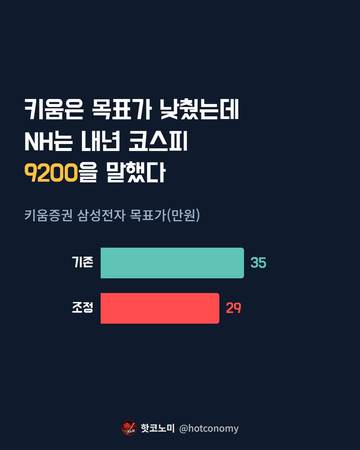 키움은 목표가 낮췄는데
NH는 내년 코스피
9200을 말했다
키움증권 삼성전자 목표가(만원)
기존 35
조정 29
핫코노미 @hotconomy